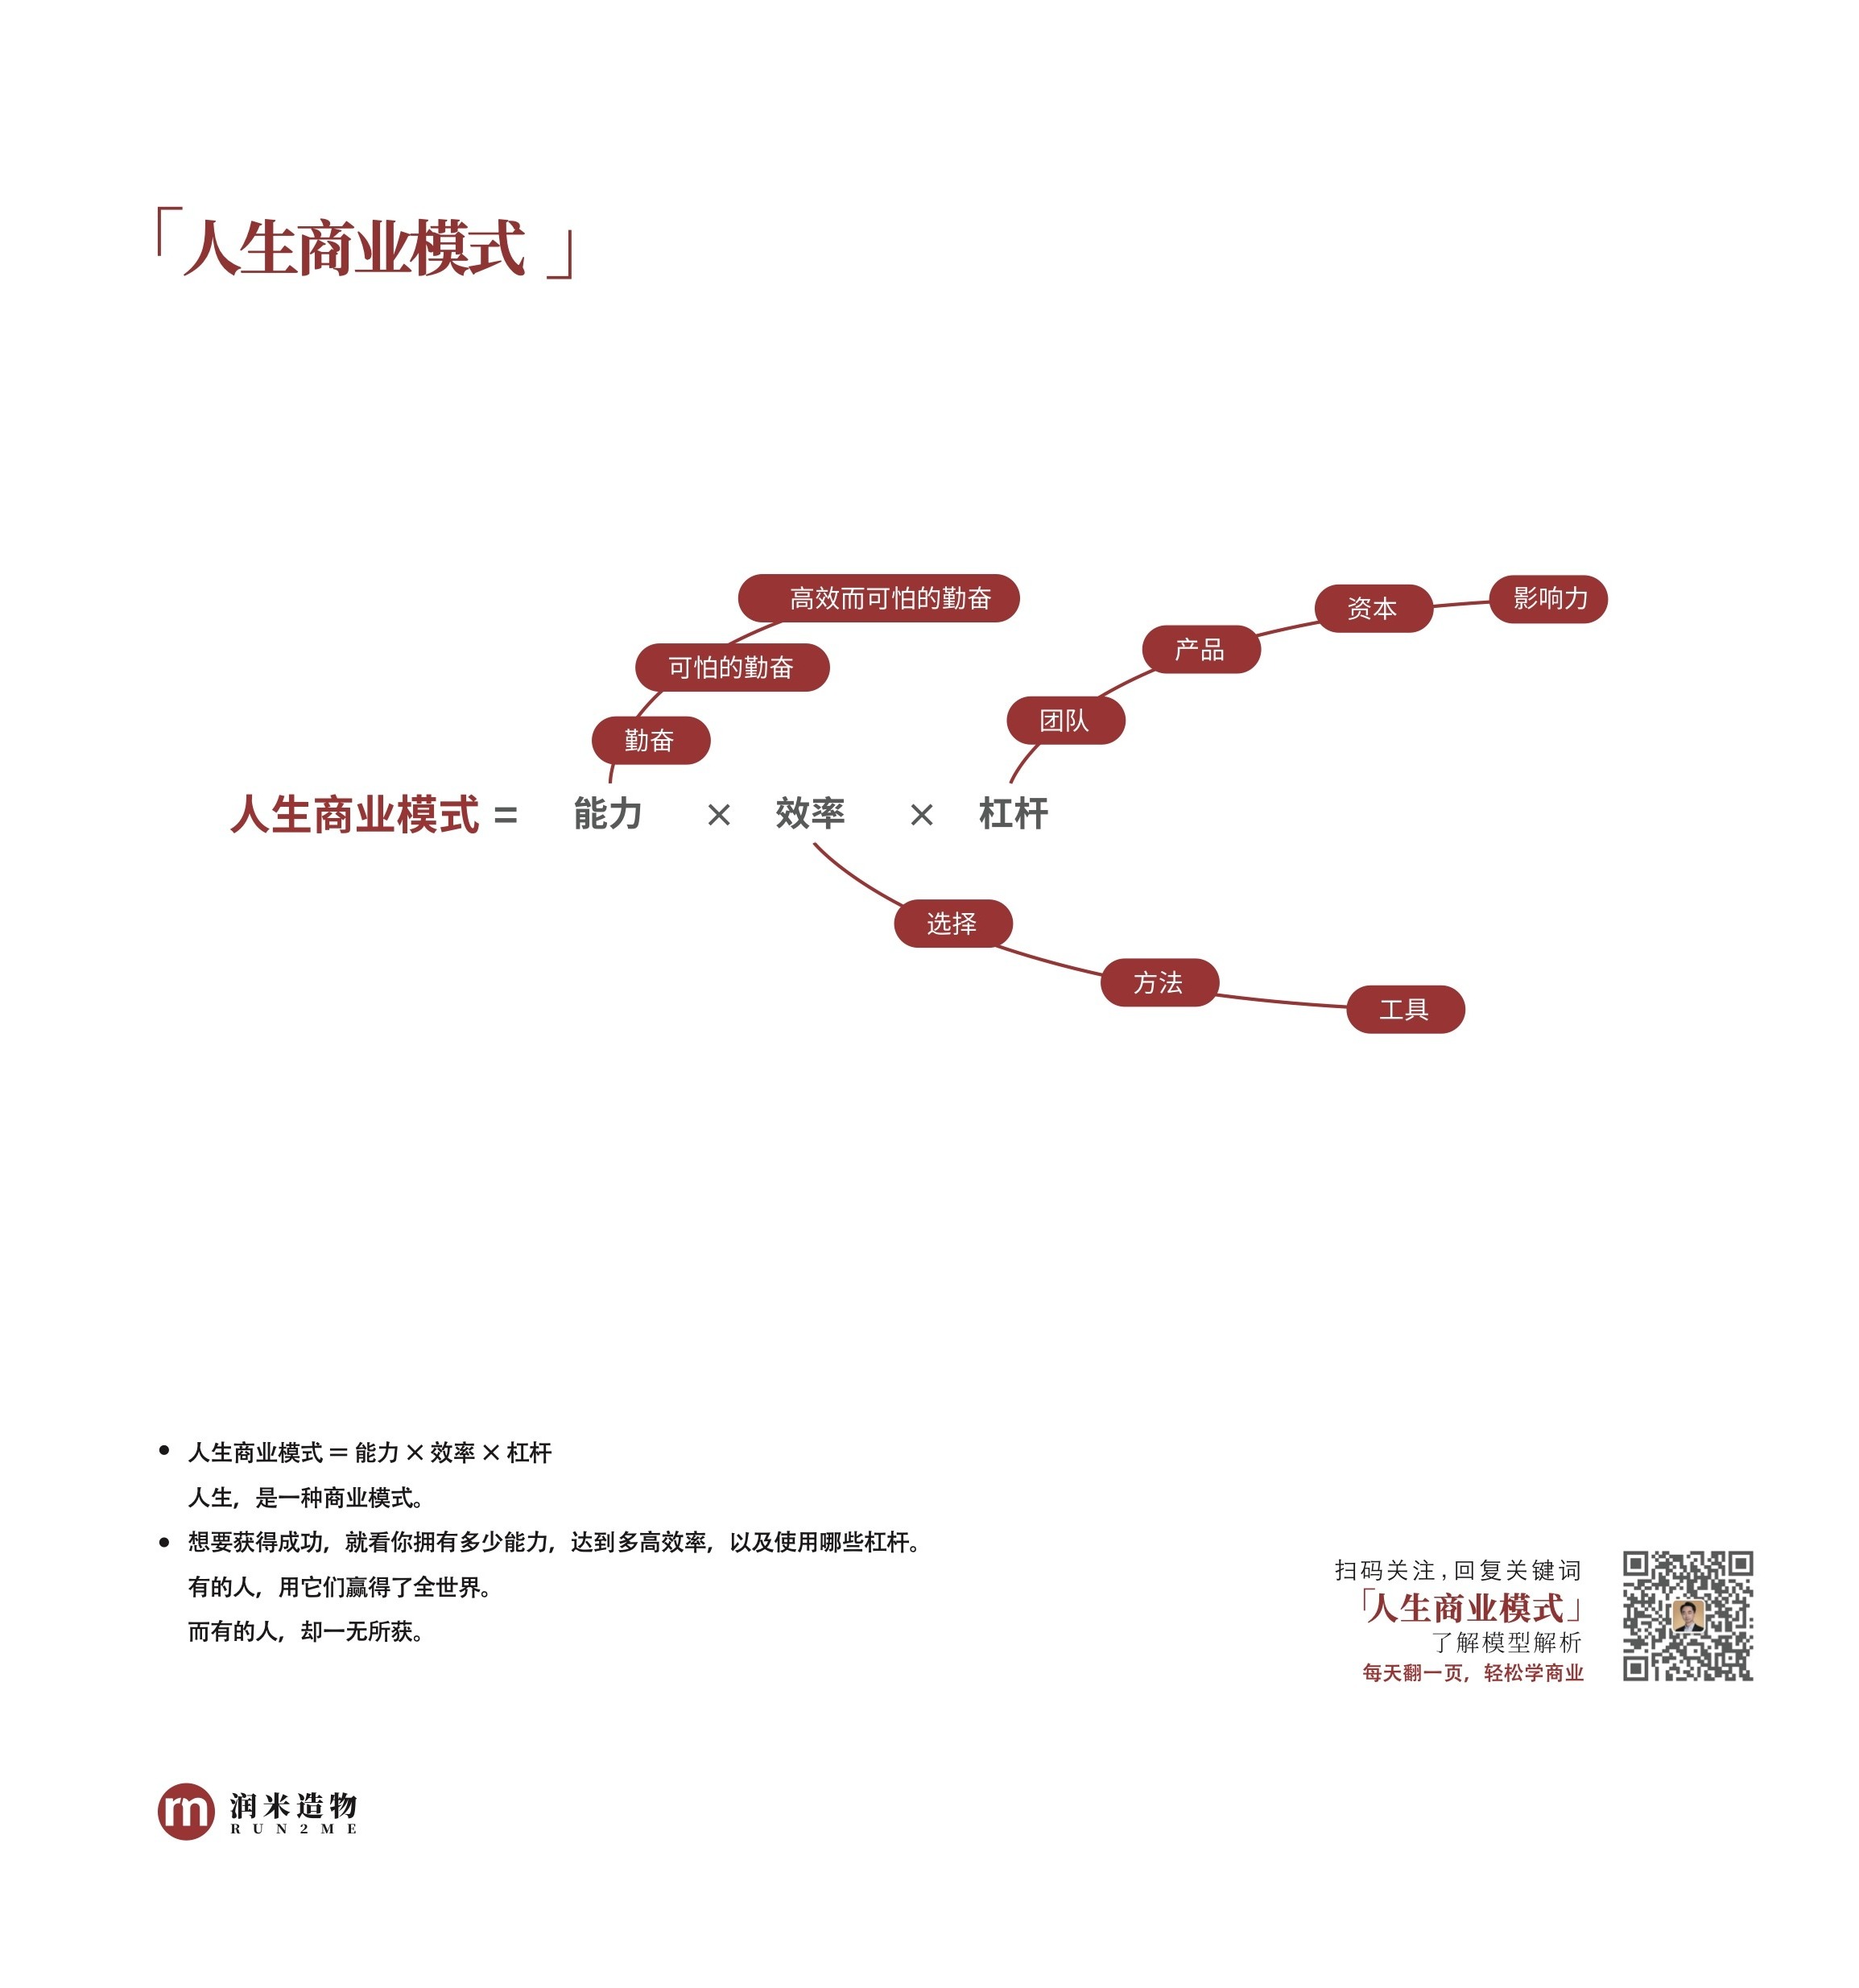 「人生商业模式」
高效而可怕的勤奋
可怕的勤奋
勤奋
影响力
资本
产品
团队
人生商业模式 = 能力 × 效率 × 杠杆
选择
方法
工具
● 人生商业模式 = 能力 × 效率 × 杠杆
人生，是一种商业模式。
● 想要获得成功，就看你拥有多少能力，达到多高效率，以及使用哪些杠杆。
有的人，用它们赢得了全世界。
而有的人，却一无所获。
扫码关注,回复关键词
「人生商业模式」
了解模型解析
每天翻一页，轻松学商业
m 润米造物
RUN2ME